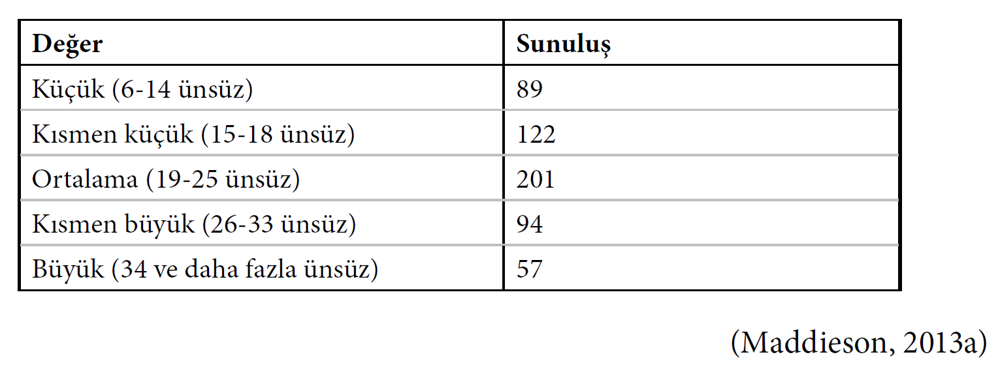 Değer Sunuluş
Küçük (6-14 ünsüz) 89
Kısmen küçük (15-18 ünsüz) 122
Ortalama (19-25 ünsüz) 201
Kısmen büyük (26-33 ünsüz) 94
Büyük (34 ve daha fazla ünsüz) 57
(Maddieson, 2013a)